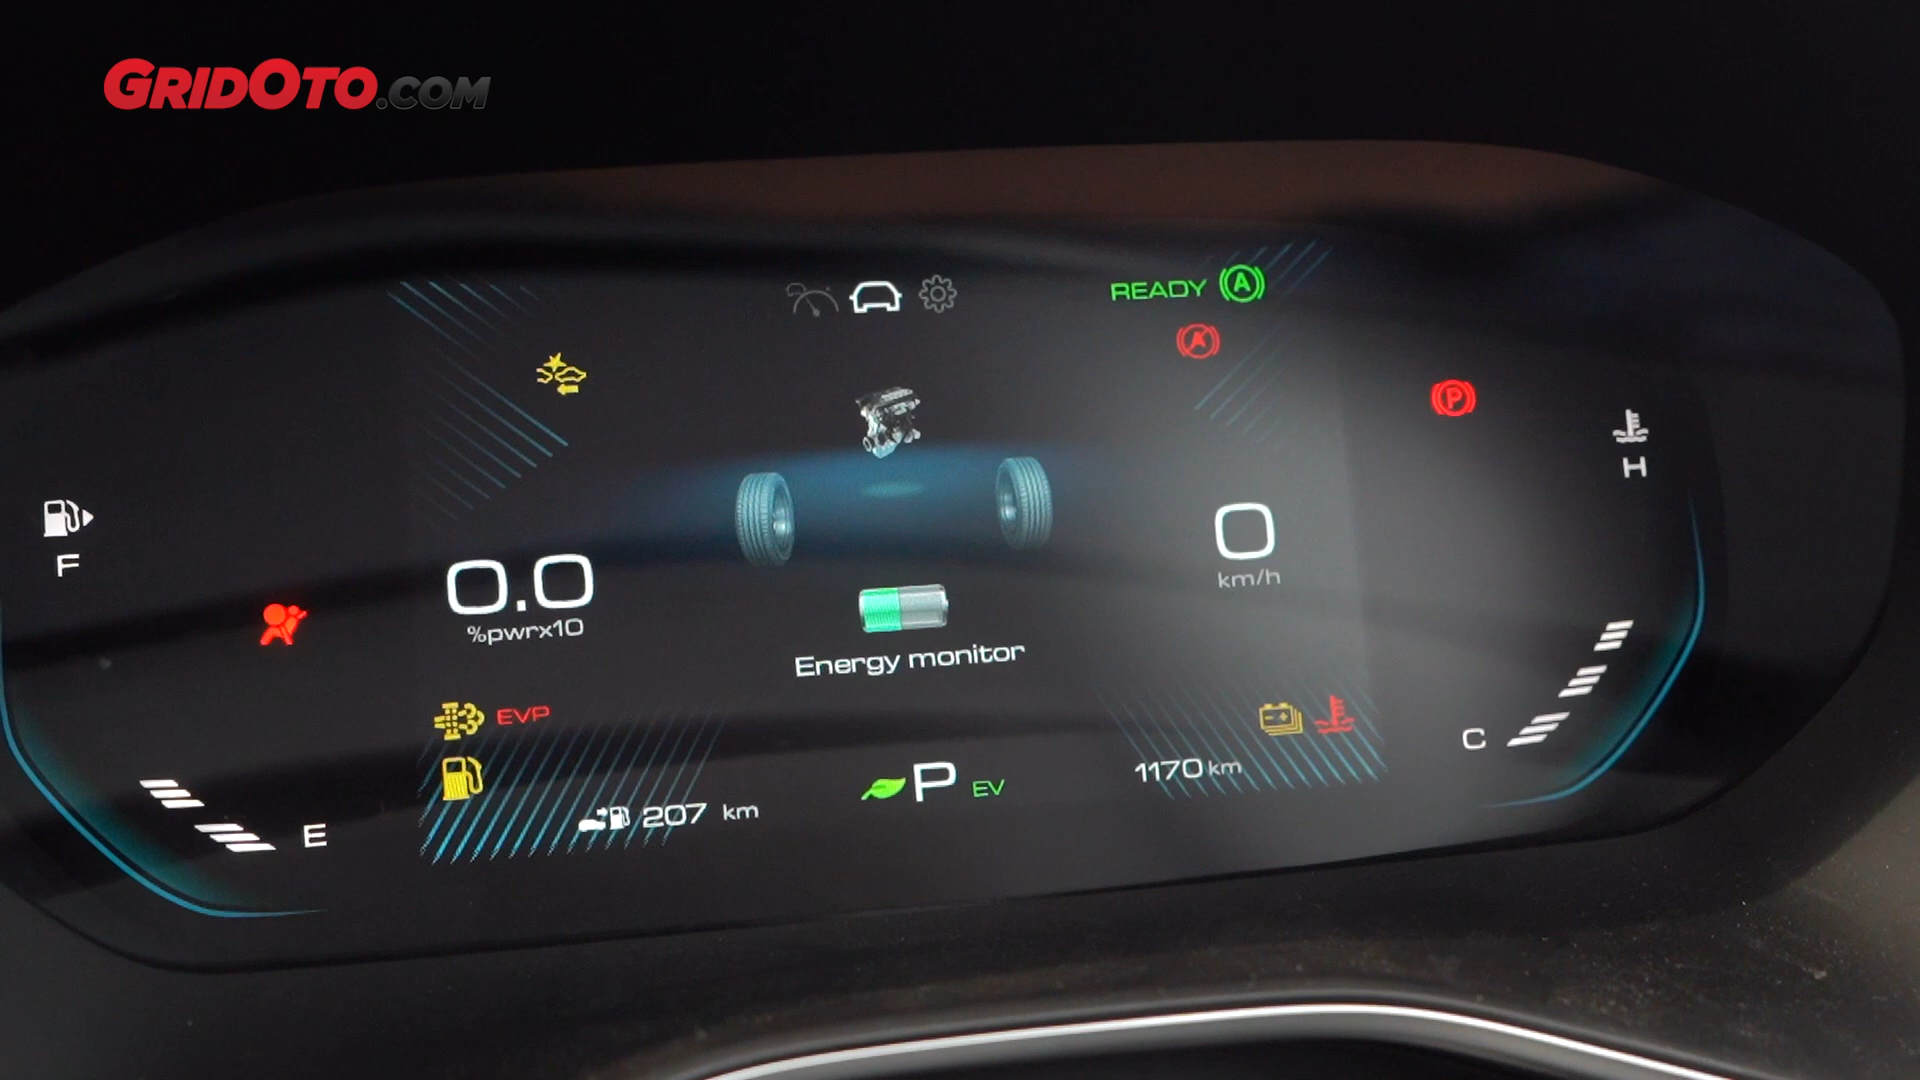 GRIDOTO.COM
READY A
A
P
H
F
0.0
%pwrx10
0
km/h
Energy monitor
EVP
C
1170 km
P EV
207 km
E